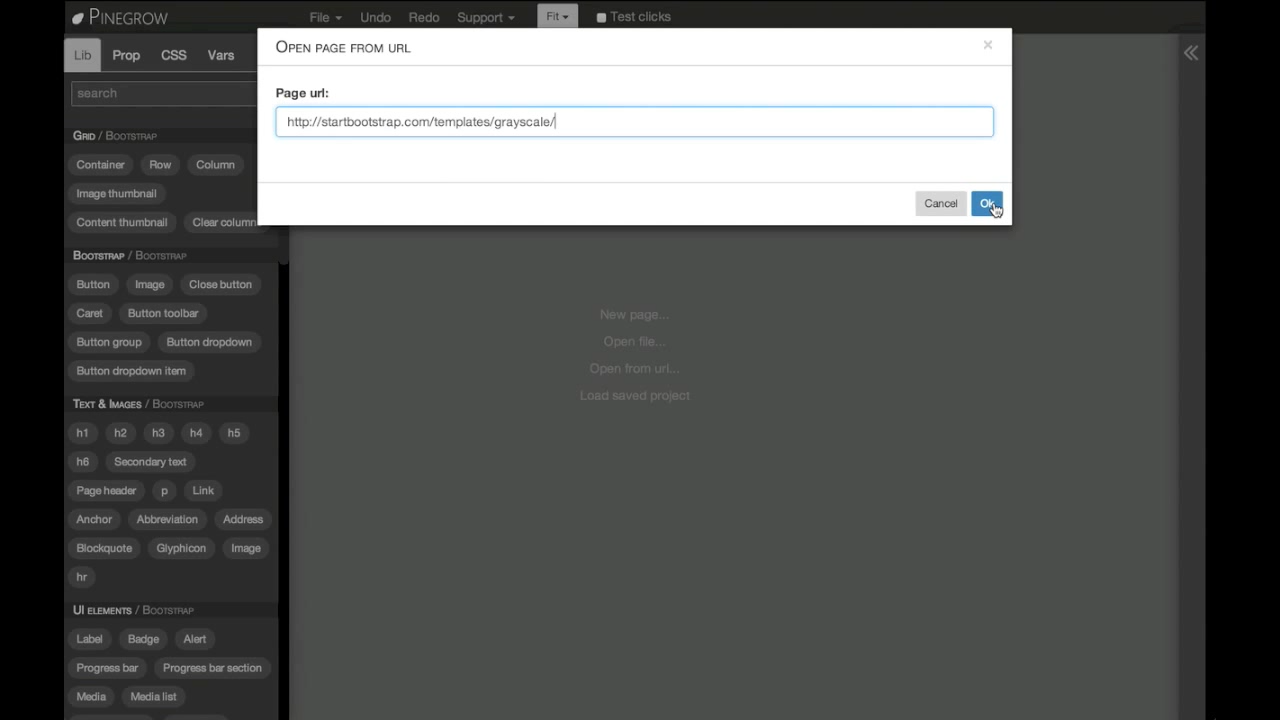 PINEGROW
File Undo Redo Support Fit Test clicks
OPEN PAGE FROM URL ×
Lib Prop CSS Vars
Page url:
search
http://startbootstrap.com/templates/grayscale/
GRID / BOOTSTRAP
Container Row Column
Image thumbnail
Cancel Ok
Content thumbnail Clear column
BOOTSTRAP / BOOTSTRAP
Button Image Close button
Caret Button toolbar
New page...
Button group Button dropdown
Open file...
Button dropdown item
Open from url...
Load saved project
TEXT & IMAGES / BOOTSTRAP
h1 h2 h3 h4 h5
h6 Secondary text
Page header p Link
Anchor Abbreviation Address
Blockquote Glyphicon Image
hr
UI ELEMENTS / BOOTSTRAP
Label Badge Alert
Progress bar Progress bar section
Media Media list